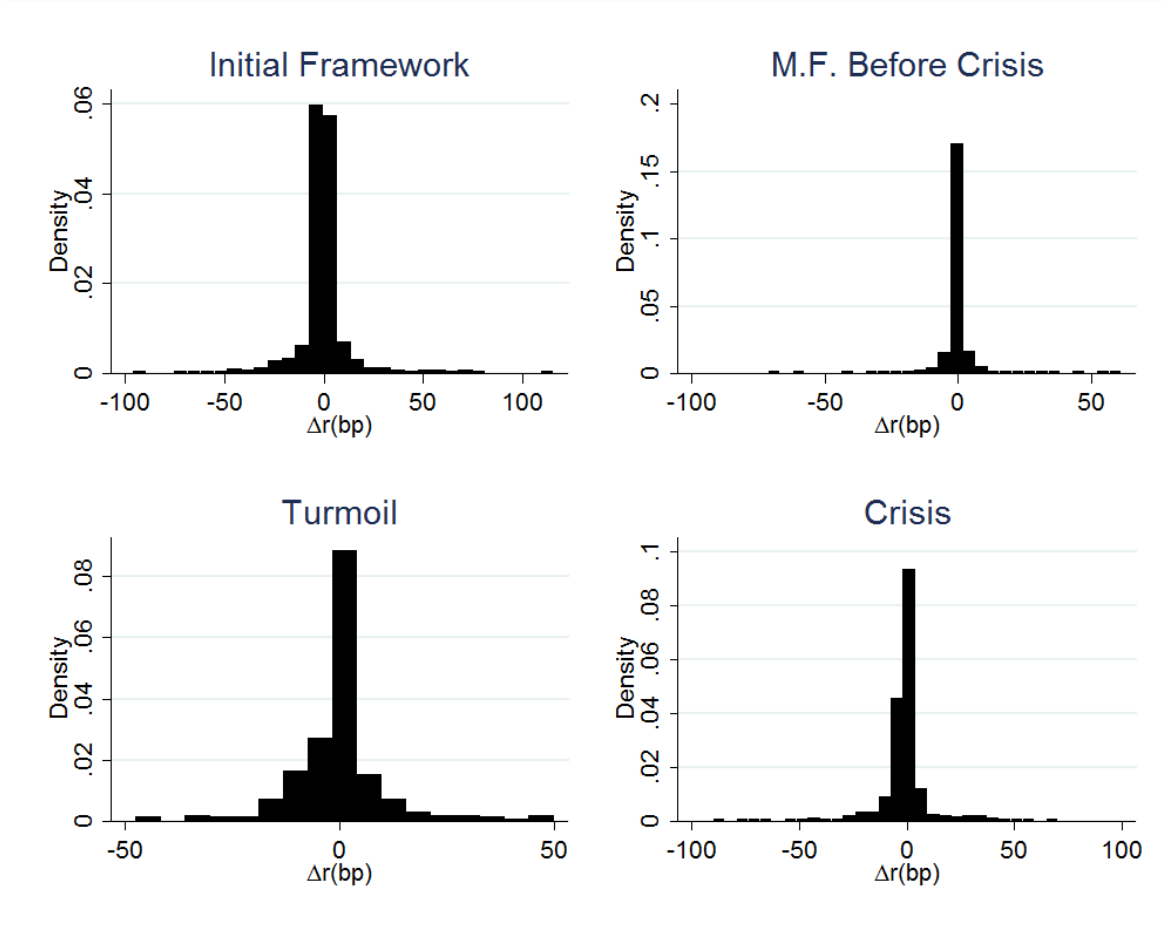 Initial Framework
Density
0 .02 .04 .06
-100 -50 0 50 100
Δr(bp)
M.F. Before Crisis
Density
0 .05 .1 .15 .2
-100 -50 0 50
Δr(bp)
Turmoil
Density
0 .02 .04 .06 .08
-50 0 50
Δr(bp)
Crisis
Density
0 .02 .04 .06 .08 .1
-100 -50 0 50 100
Δr(bp)